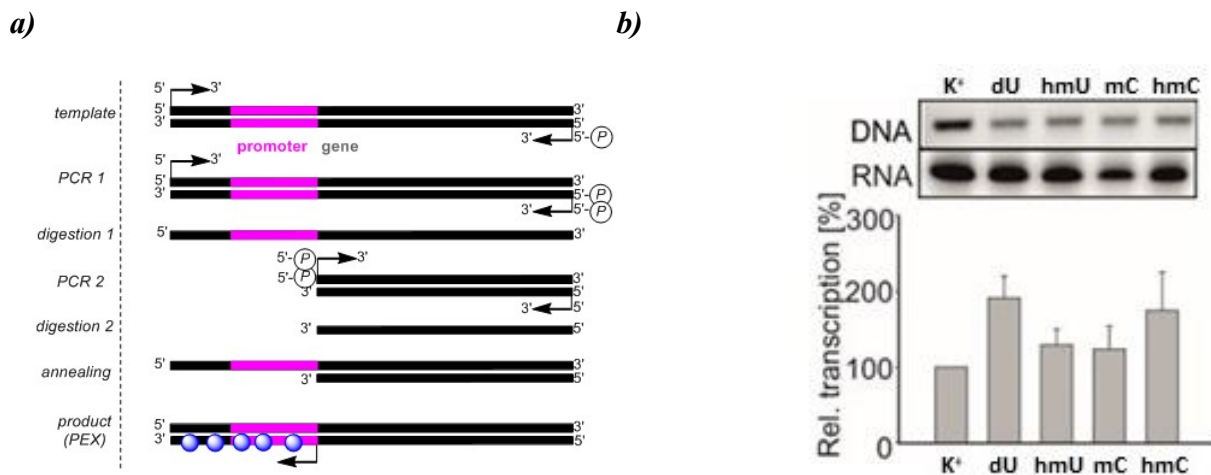 a)
5' 3'
template 5' 3'
3' 5'
3' 5'-P
promoter gene
5' 3'
PCR 1 5' 3'
3' 5'-P
3' 5'-P
digestion 1 5' 3'
5'-P 3'
PCR 2 5'-P 3'
3' 5'
3' 5'
digestion 2 3' 5'
annealing 5' 3'
3' 5'
product 5' 3'
(PEX) 3' 5'
b)
K+ dU hmU mC hmC
DNA
RNA
Rel. transcription [%]
300
200
100
0
K+ dU hmU mC hmC